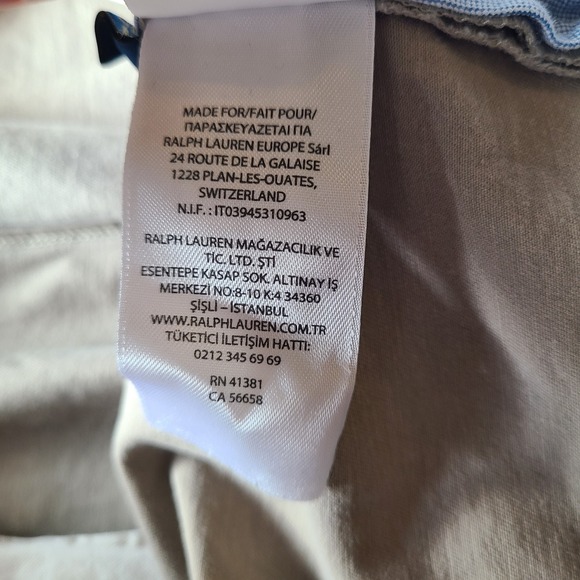 MADE FOR/FAIT POUR/
ΠΑΡΑΣΚΕΥΑΖΕΤΑΙ ΓΙΑ
RALPH LAUREN EUROPE Sárl
24 ROUTE DE LA GALAISE
1228 PLAN-LES-OUATES,
SWITZERLAND
N.I.F. : IT03945310963
RALPH LAUREN MAĞAZACILIK VE
TİC. LTD. ŞTİ
ESENTEPE KASAP SOK. ALTINAY İŞ
MERKEZİ NO:8-10 K:4 34360
ŞİŞLİ – İSTANBUL
WWW.RALPHLAUREN.COM.TR
TÜKETİCİ İLETİŞİM HATTI:
0212 345 69 69
RN 41381
CA 56658